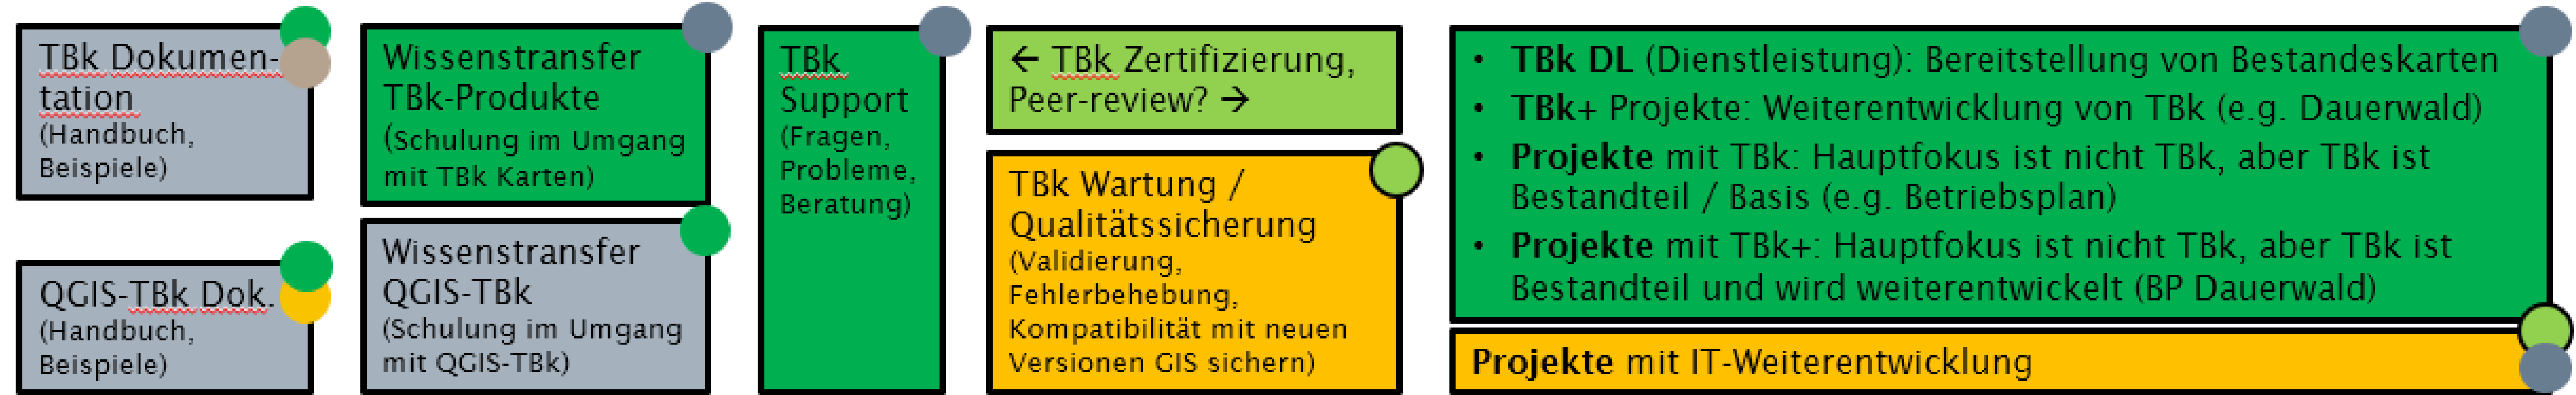 TBk Dokumen-
tation
(Handbuch,
Beispiele)
QGIS-TBk Dok.
(Handbuch,
Beispiele)
Wissenstransfer
TBk-Produkte
(Schulung im Umgang
mit TBk Karten)
Wissenstransfer
QGIS-TBk
(Schulung im Umgang
mit QGIS-TBk)
TBk
Support
(Fragen,
Probleme,
Beratung)
← TBk Zertifizierung,
Peer-review? →
TBk Wartung /
Qualitätssicherung
(Validierung,
Fehlerbehebung,
Kompatibilität mit neuen
Versionen GIS sichern)
• TBk DL (Dienstleistung): Bereitstellung von Bestandeskarten
• TBk+ Projekte: Weiterentwicklung von TBk (e.g. Dauerwald)
• Projekte mit TBk: Hauptfokus ist nicht TBk, aber TBk ist
Bestandteil / Basis (e.g. Betriebsplan)
• Projekte mit TBk+: Hauptfokus ist nicht TBk, aber TBk ist
Bestandteil und wird weiterentwickelt (BP Dauerwald)
Projekte mit IT-Weiterentwicklung